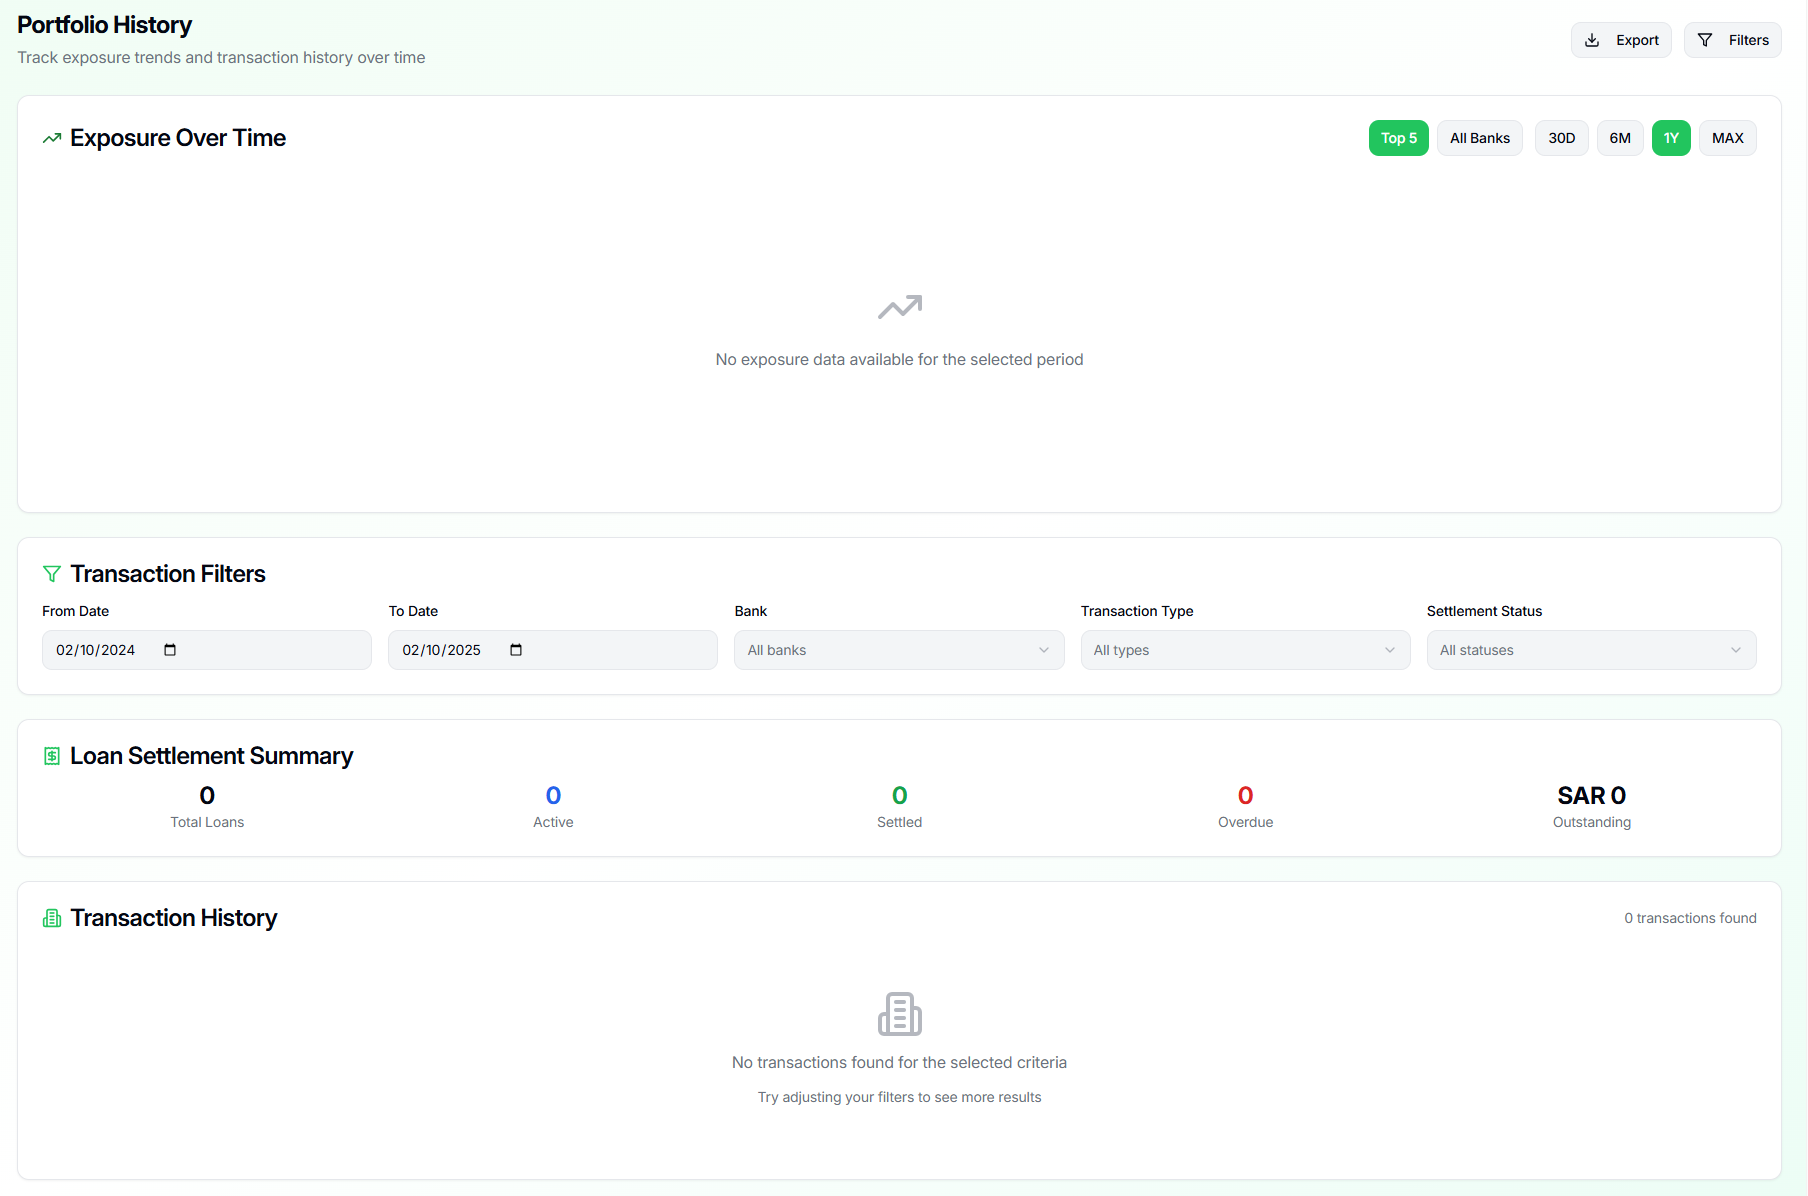 Portfolio History
Track exposure trends and transaction history over time
Export
Filters
Exposure Over Time
Top 5
All Banks
30D
6M
1Y
MAX
No exposure data available for the selected period
Transaction Filters
From Date
To Date
Bank
Transaction Type
Settlement Status
02/10/2024
02/10/2025
All banks
All types
All statuses
Loan Settlement Summary
0
0
0
0
SAR 0
Total Loans
Active
Settled
Overdue
Outstanding
Transaction History
0 transactions found
No transactions found for the selected criteria
Try adjusting your filters to see more results